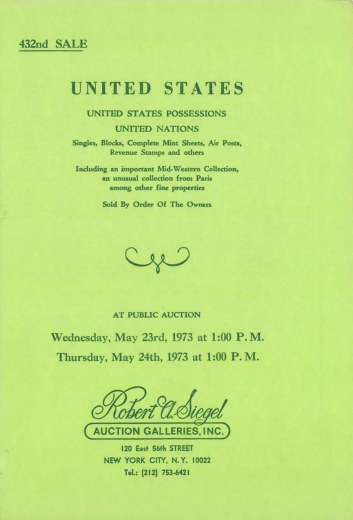 432nd SALE
UNITED STATES
UNITED STATES POSSESSIONS
UNITED NATIONS
Singles, Blocks, Complete Mint Sheets, Air Posts,
Revenue Stamps and others
Including an important Mid-Western Collection,
an unusual collection from Paris
among other fine properties
Sold By Order Of The Owners
AT PUBLIC AUCTION
Wednesday, May 23rd, 1973 at 1:00 P. M.
Thursday, May 24th, 1973 at 1:00 P. M.
Robert A. Siegel
AUCTION GALLERIES, INC.
120 East 56th STREET
NEW YORK CITY, N. Y. 10022
Tel.: (212) 753-6421